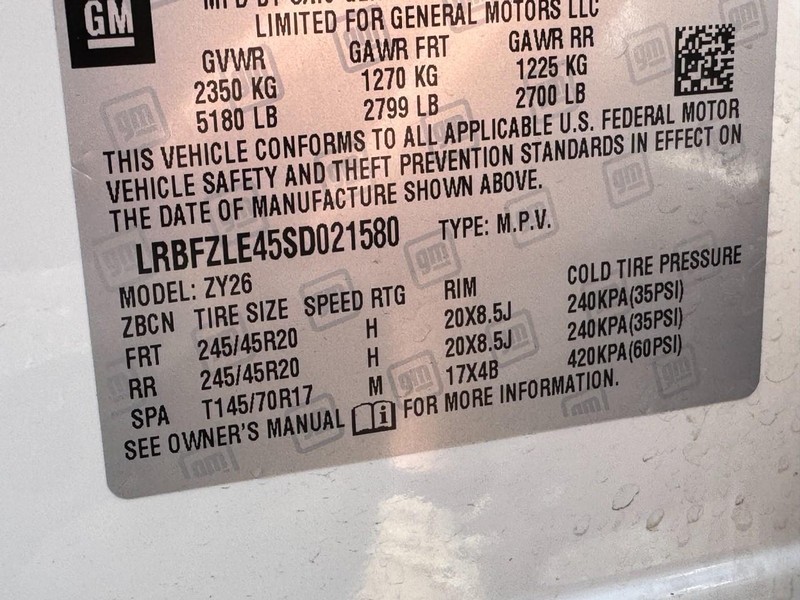 GM
LIMITED FOR GENERAL MOTORS LLC
GVWR GAWR FRT GAWR RR
2350 KG 1270 KG 1225 KG
5180 LB 2799 LB 2700 LB
THIS VEHICLE CONFORMS TO ALL APPLICABLE U.S. FEDERAL MOTOR
VEHICLE SAFETY AND THEFT PREVENTION STANDARDS IN EFFECT ON
THE DATE OF MANUFACTURE SHOWN ABOVE.
LRBFZLE45SD021580 TYPE: M.P.V.
MODEL: ZY26
ZBCN TIRE SIZE SPEED RTG RIM COLD TIRE PRESSURE
FRT 245/45R20 H 20X8.5J 240KPA(35PSI)
RR 245/45R20 H 20X8.5J 240KPA(35PSI)
SPA T145/70R17 M 17X4B 420KPA(60PSI)
SEE OWNER'S MANUAL i FOR MORE INFORMATION.